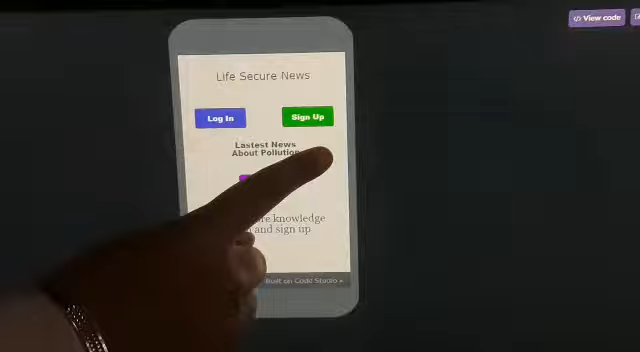 </> View code
Life Secure News
Log In
Sign Up
Lastest News
About Pollution
re knowledge
and sign up
Built on Code Studio